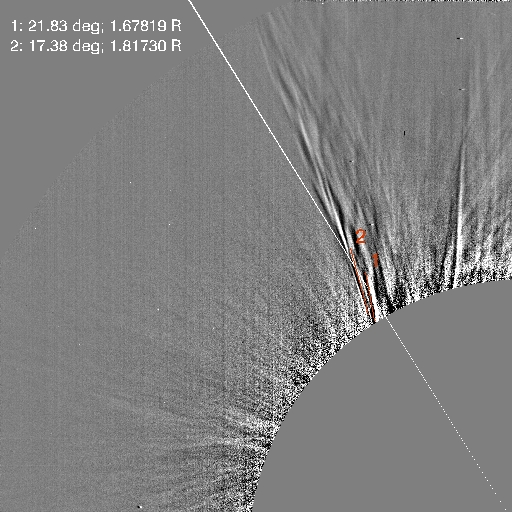 1: 21.83 deg; 1.67819 R
2: 17.38 deg; 1.81730 R
2
1